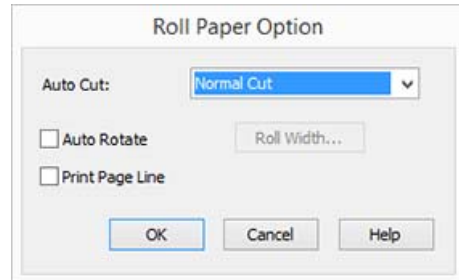 Roll Paper Option
Auto Cut: Normal Cut
Auto Rotate Roll Width...
Print Page Line
OK Cancel Help